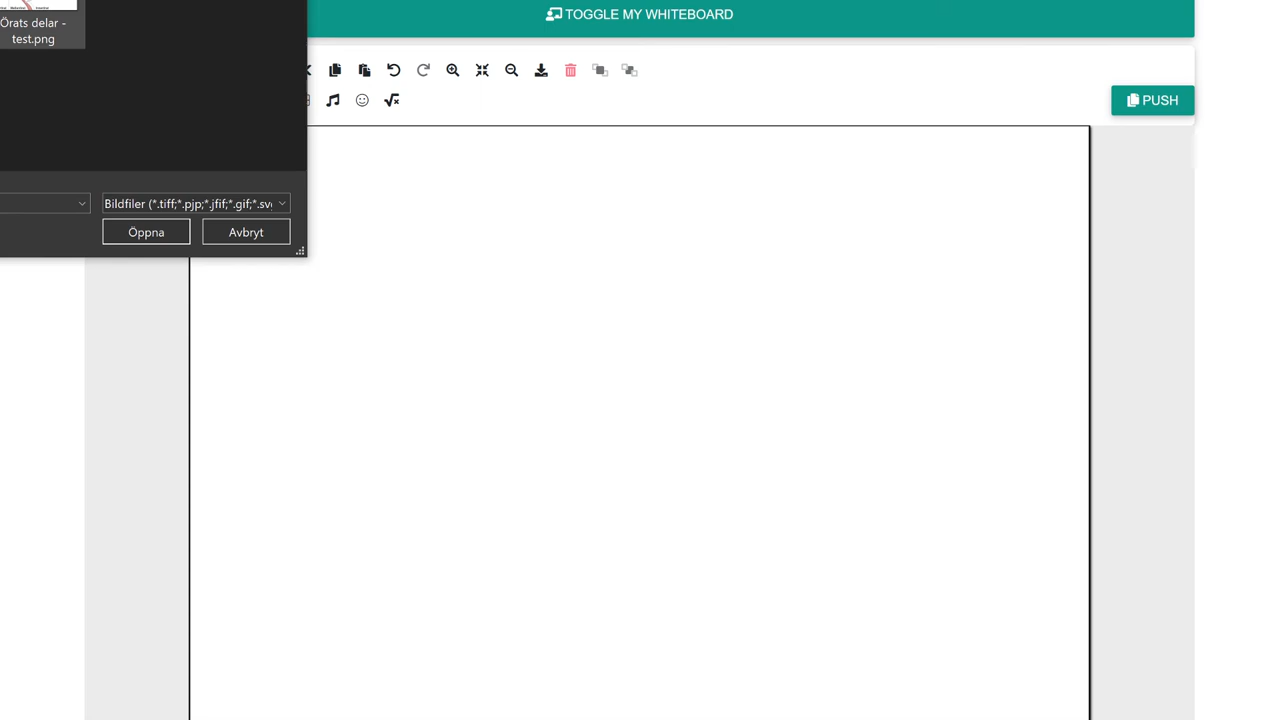 TOGGLE MY WHITEBOARD
Örats delar -
test.png
PUSH
Bildfiler (*.tiff;*.pjp;*.jfif;*.gif;*.sv
Öppna
Avbryt